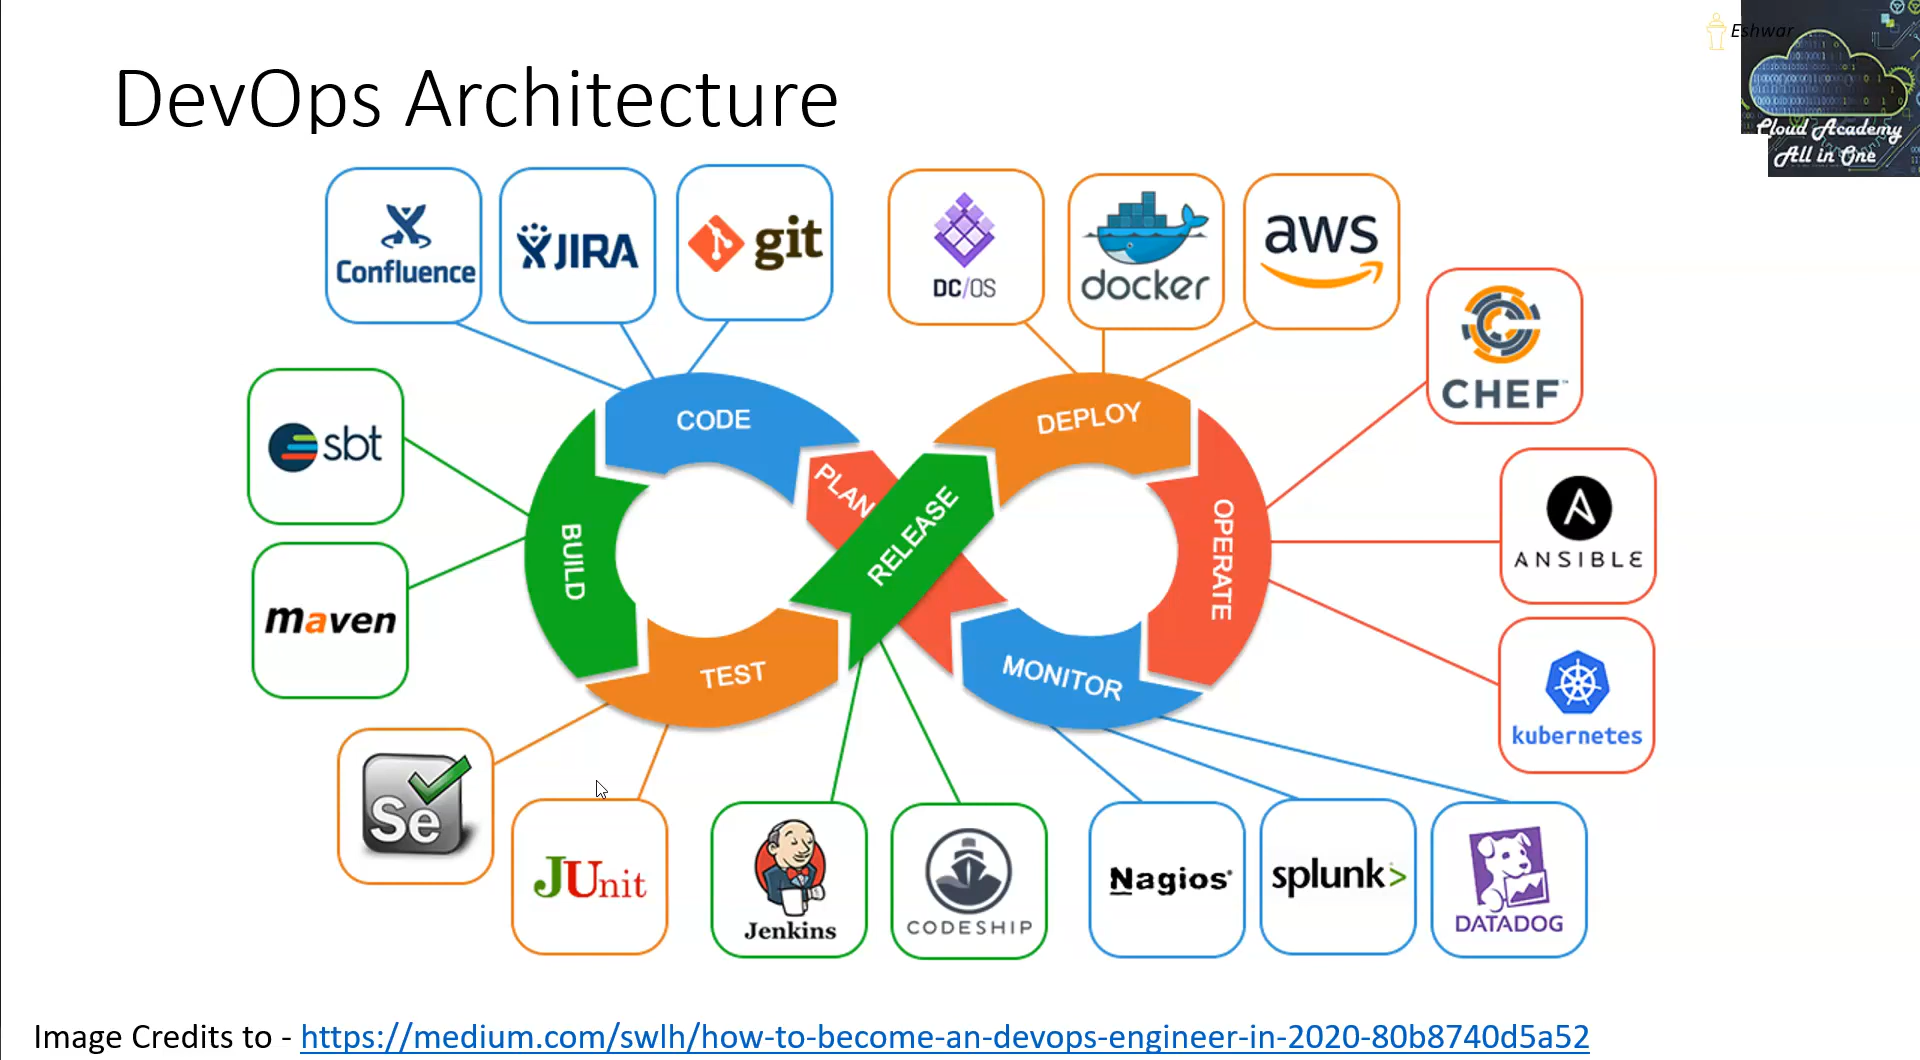 Eshwar
Cloud Academy
All in One
DevOps Architecture
Confluence
JIRA
git
DC/OS
docker
aws
CHEF™
sbt
CODE
DEPLOY
PLAN
RELEASE
BUILD
OPERATE
ANSIBLE
maven
TEST
MONITOR
kubernetes
Se
JUnit
Jenkins
CODESHIP
Nagios®
splunk>
DATADOG
Image Credits to - https://medium.com/swlh/how-to-become-an-devops-engineer-in-2020-80b8740d5a52